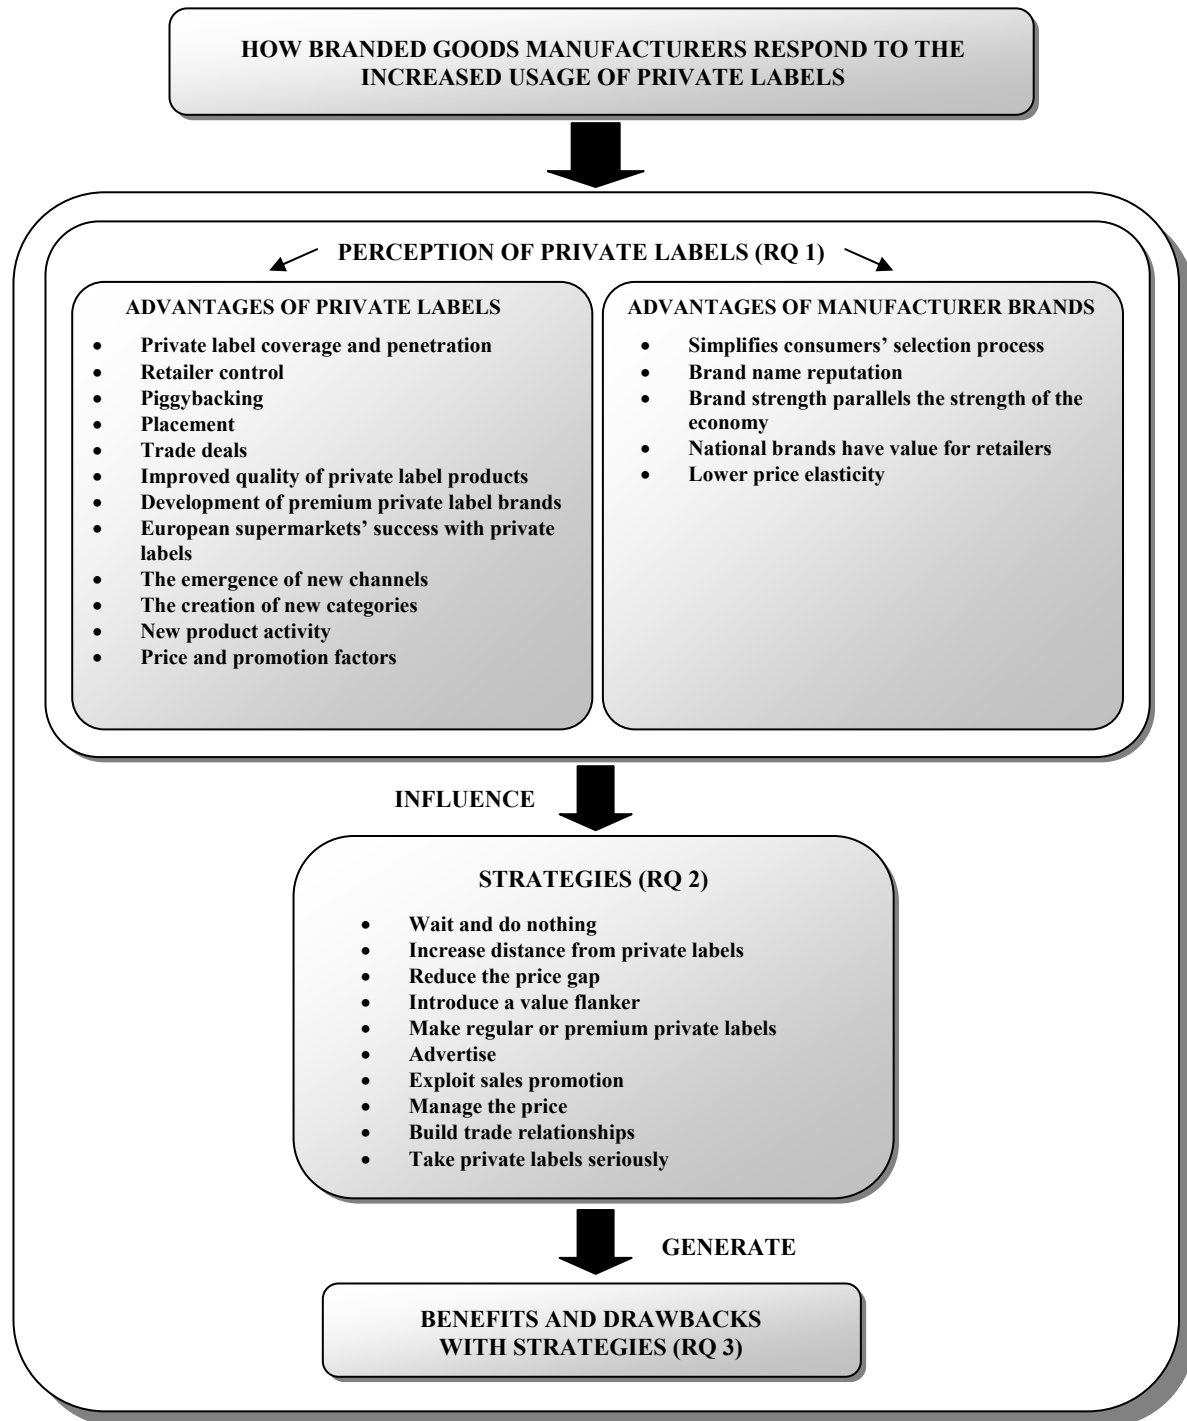 HOW BRANDED GOODS MANUFACTURERS RESPOND TO THE
INCREASED USAGE OF PRIVATE LABELS
PERCEPTION OF PRIVATE LABELS (RQ 1)
ADVANTAGES OF PRIVATE LABELS
• Private label coverage and penetration
• Retailer control
• Piggybacking
• Placement
• Trade deals
• Improved quality of private label products
• Development of premium private label brands
• European supermarkets’ success with private
labels
• The emergence of new channels
• The creation of new categories
• New product activity
• Price and promotion factors
ADVANTAGES OF MANUFACTURER BRANDS
• Simplifies consumers’ selection process
• Brand name reputation
• Brand strength parallels the strength of the
economy
• National brands have value for retailers
• Lower price elasticity
INFLUENCE
STRATEGIES (RQ 2)
• Wait and do nothing
• Increase distance from private labels
• Reduce the price gap
• Introduce a value flanker
• Make regular or premium private labels
• Advertise
• Exploit sales promotion
• Manage the price
• Build trade relationships
• Take private labels seriously
GENERATE
BENEFITS AND DRAWBACKS
WITH STRATEGIES (RQ 3)